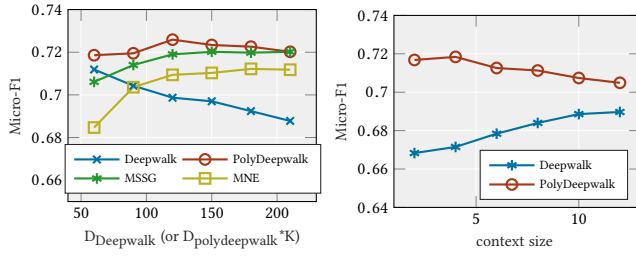 0.74
0.72
0.7
0.68
0.66
Micro-F1
Deepwalk
PolyDeepwalk
MSSG
MNE
50
100
150
200
D_Deepwalk (or D_polydeepwalk*K)
0.74
0.72
0.7
0.68
0.66
0.64
Micro-F1
Deepwalk
PolyDeepwalk
5
10
context size